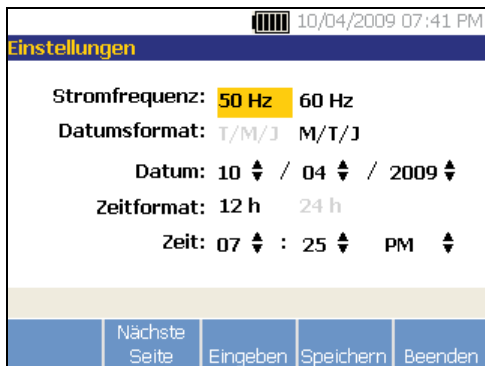 10/04/2009 07:41 PM
Einstellungen
Stromfrequenz: 50 Hz 60 Hz
Datumsformat: T/M/J M/T/J
Datum: 10 / 04 / 2009
Zeitformat: 12 h 24 h
Zeit: 07 : 25 PM
Nächste Seite Eingeben Speichern Beenden